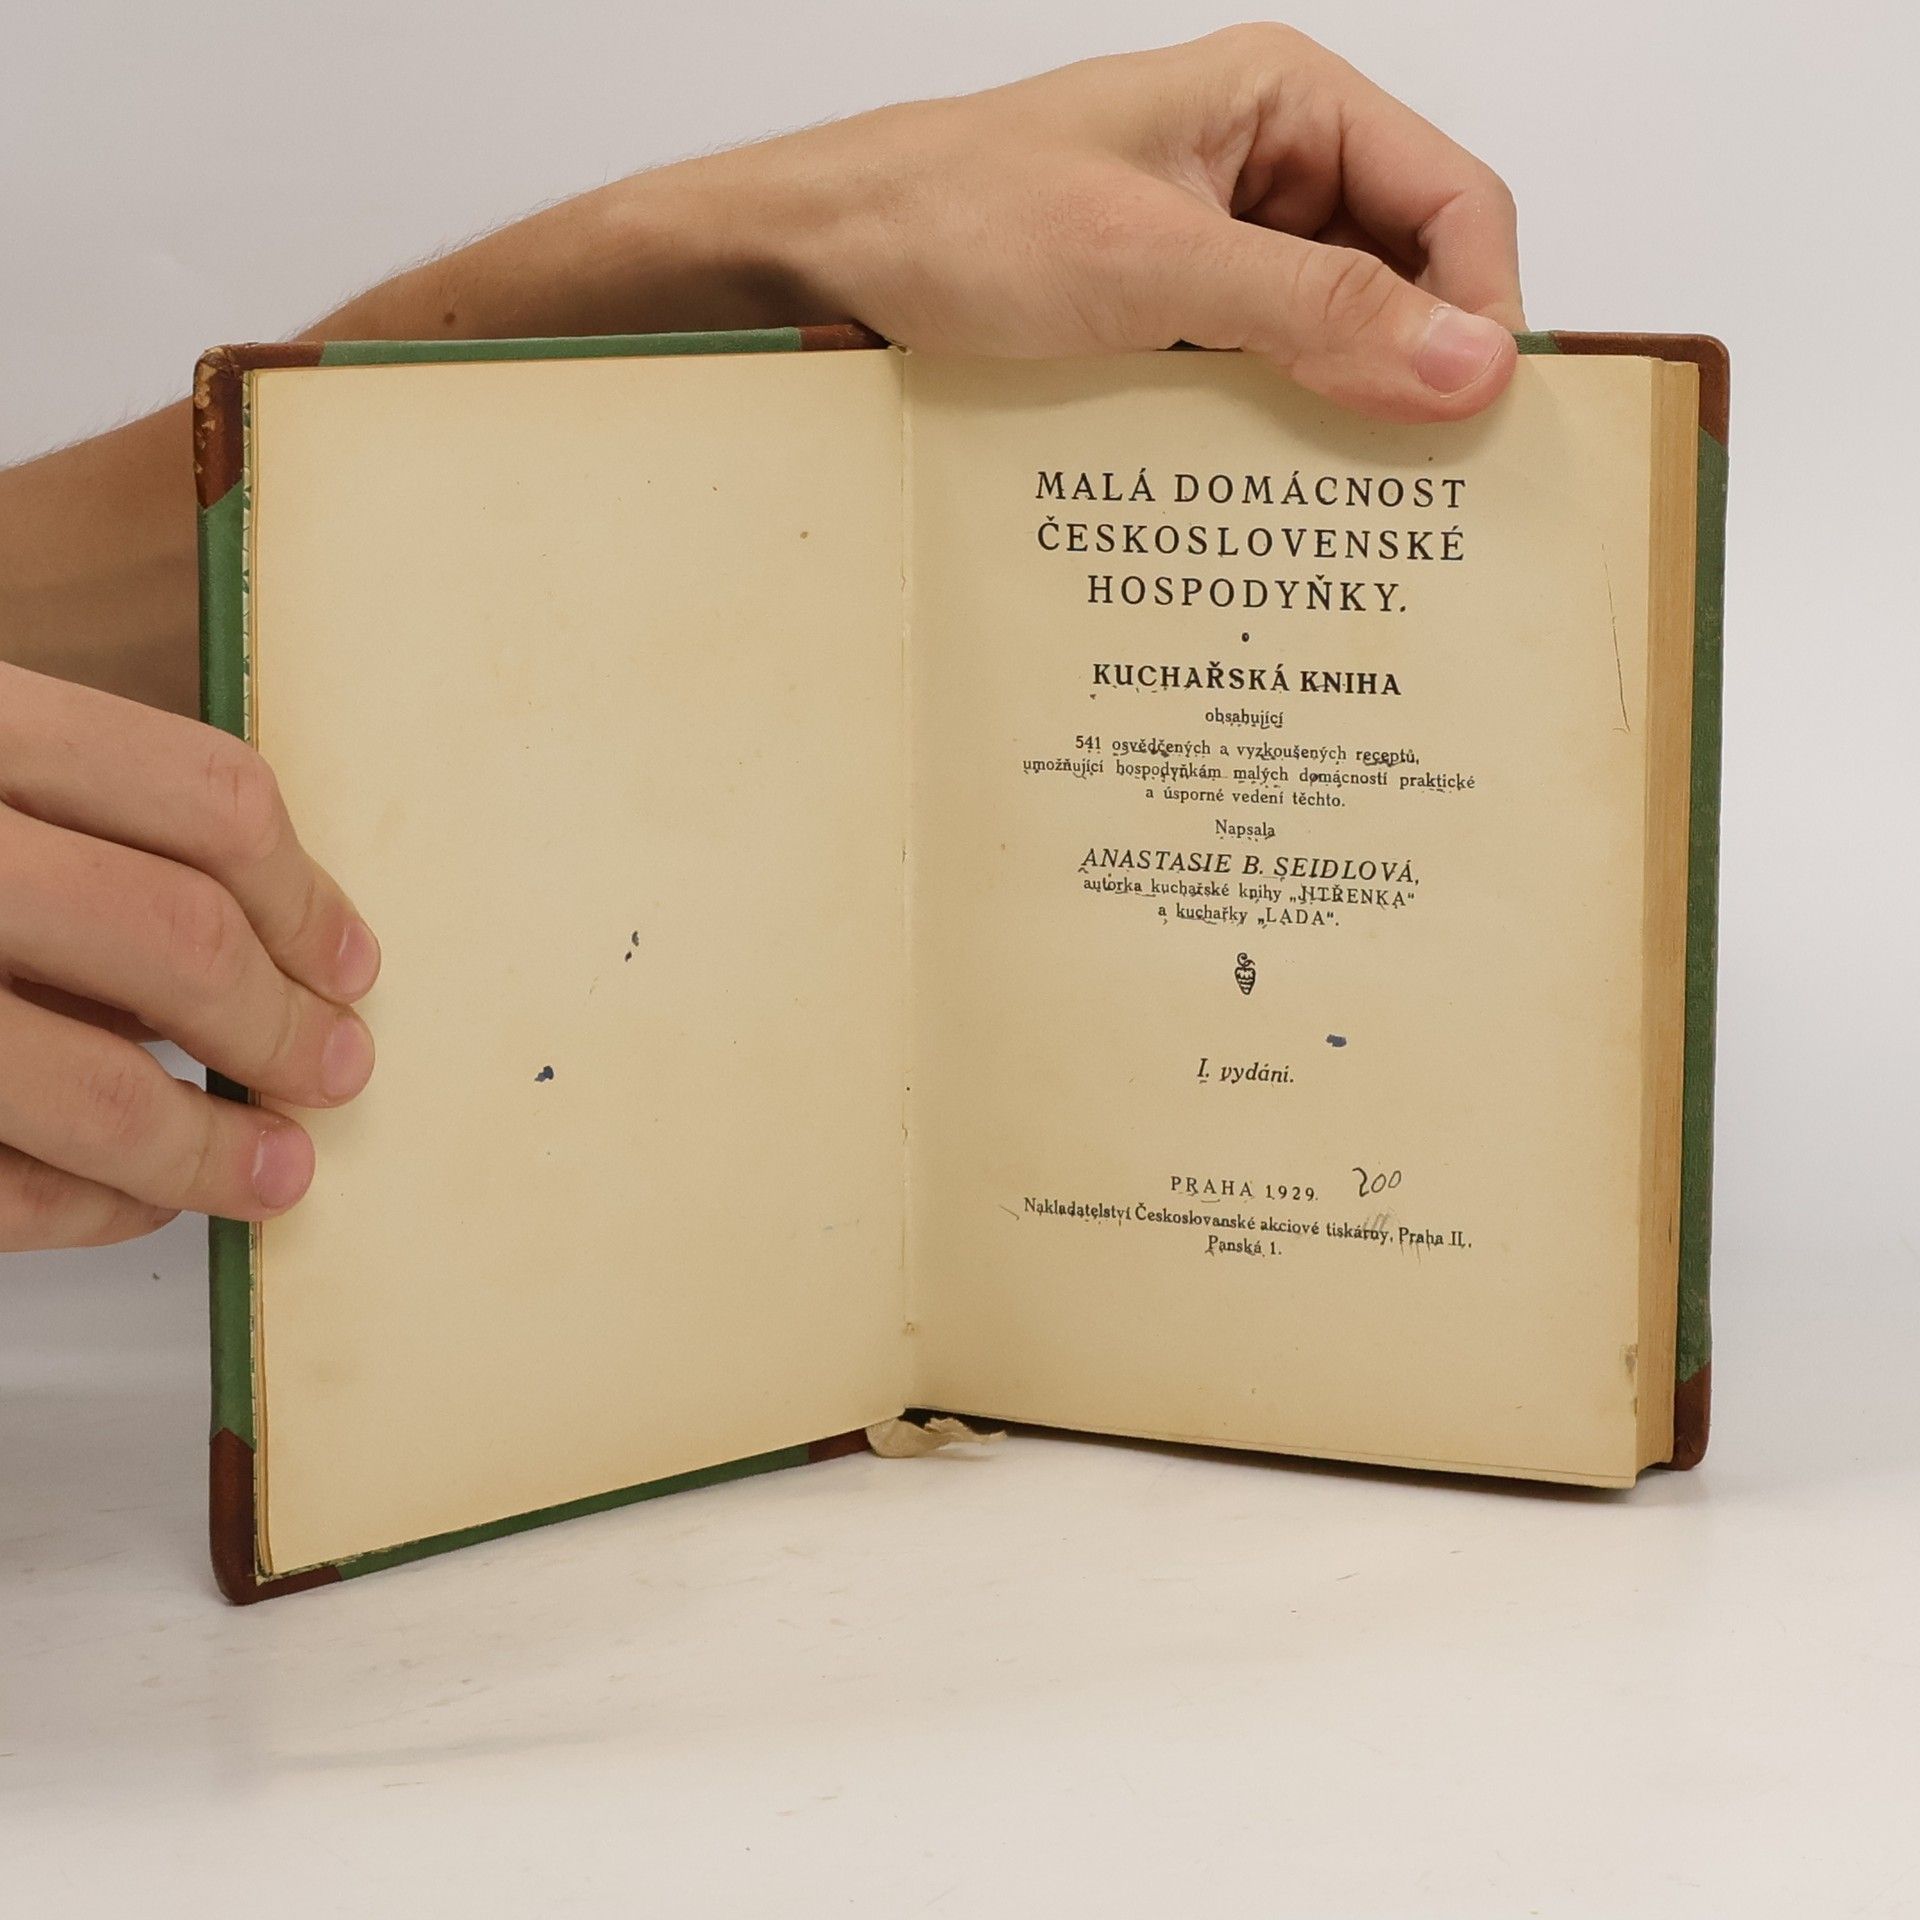 MALÁ DOMÁCNOST
ČESKOSLOVENSKÉ
HOSPODYŇKY.
KUCHAŘSKÁ KNIHA
obsahující
541 osvědčených a vyzkoušených receptů,
umožňující hospodyňkám malých domácností praktické
a úsporné vedení těchto.
Napsala
ANASTASIE B. SEIDLOVÁ,
autorka kuchařské knihy „JITŘENKA“
a kuchařky „LADA“.
I. vydání.
PRAHA 1929. 200
Nakladatelství Českoslovanské akciové tiskárny, Praha II.,
Panská 1.